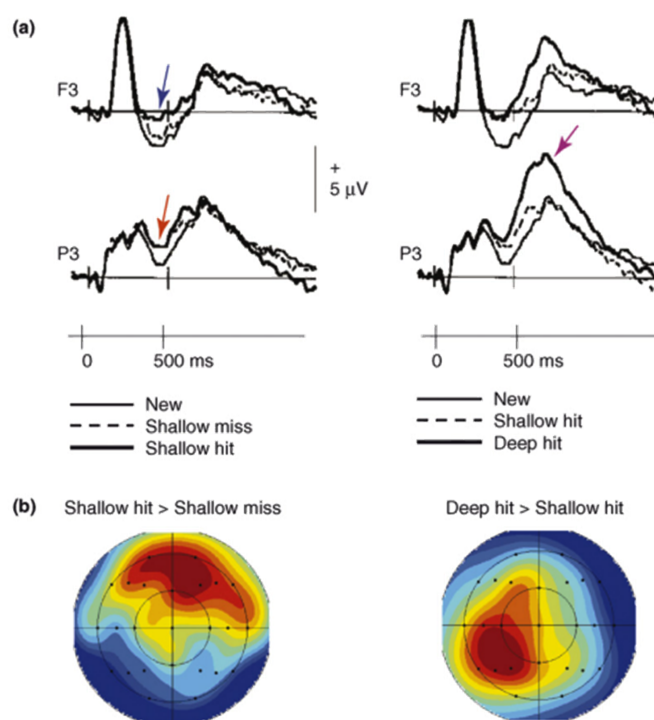 (a)
F3
F3
+
5 µV
P3
P3
0 500 ms
0 500 ms
New
Shallow miss
Shallow hit
New
Shallow hit
Deep hit
(b) Shallow hit > Shallow miss
Deep hit > Shallow hit